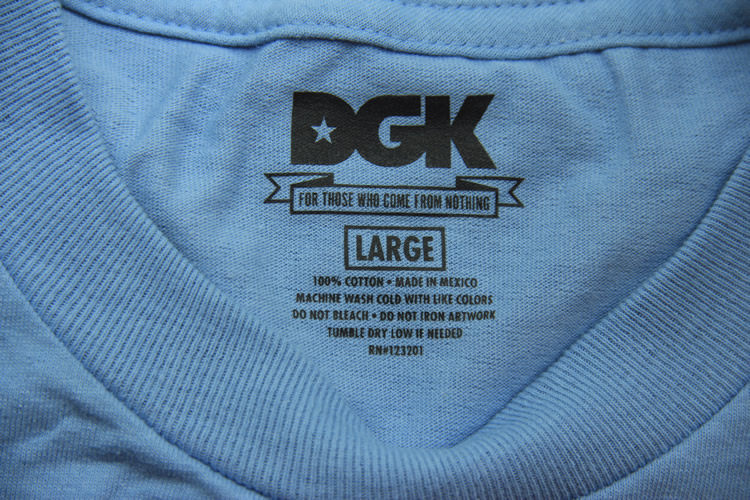 DGK
FOR THOSE WHO COME FROM NOTHING
LARGE
100% COTTON • MADE IN MEXICO
MACHINE WASH COLD WITH LIKE COLORS
DO NOT BLEACH • DO NOT IRON ARTWORK
TUMBLE DRY LOW IF NEEDED
RN#123201